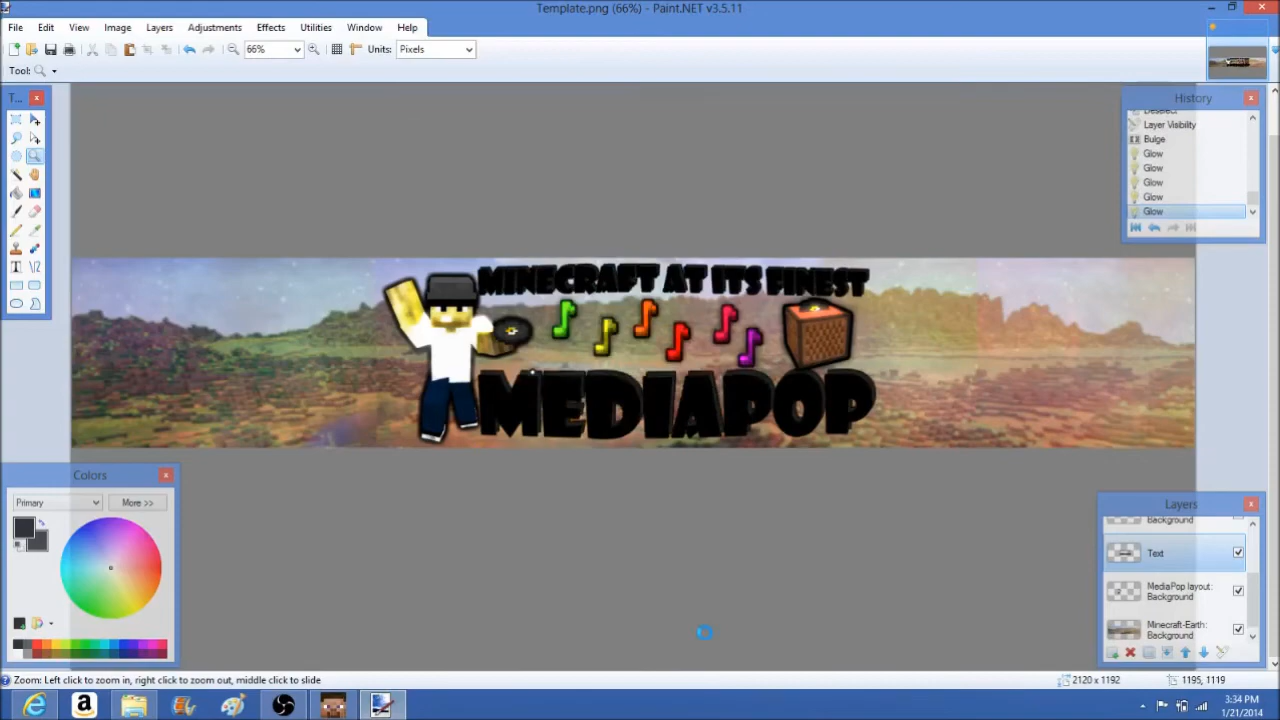 Template.png (66%) - Paint.NET v3.5.11
File Edit View Image Layers Adjustments Effects Utilities Window Help
66% Units: Pixels
Tool:
T...
History
Deselect
Layer Visibility
Bulge
Glow
Glow
Glow
Glow
Glow
MINECRAFT AT ITS FINEST
MEDIAPOP
Colors
Primary More >>
Layers
Background
Text
MediaPop layout:
Background
Minecraft-Earth:
Background
Zoom: Left click to zoom in, right click to zoom out, middle click to slide
2120 x 1192 1195, 1119
3:34 PM
1/21/2014